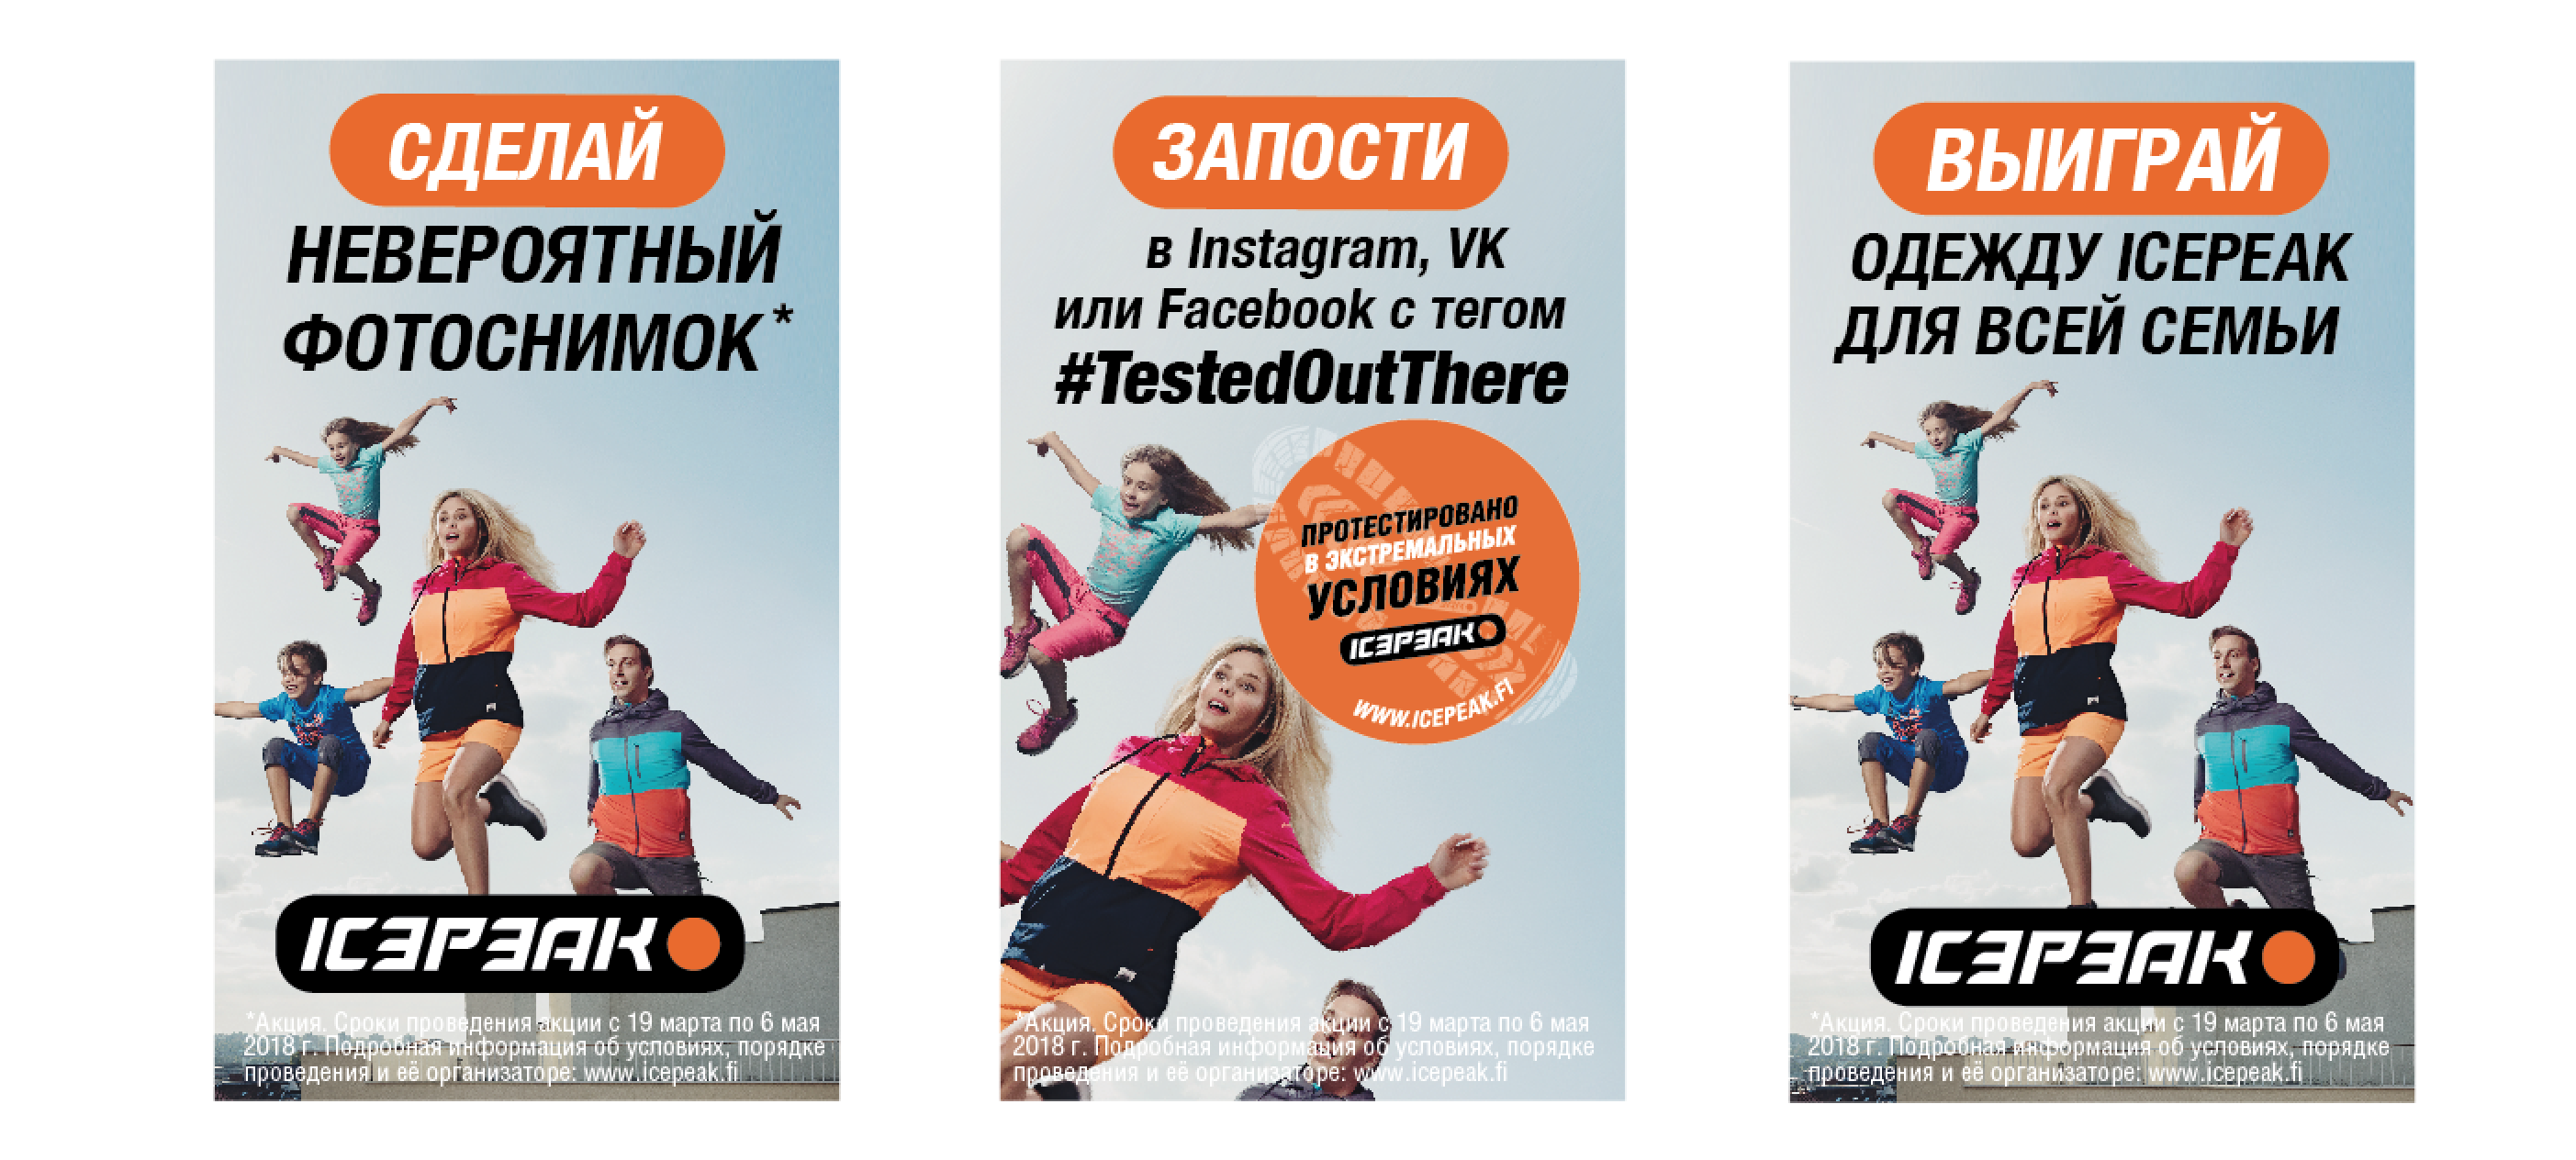 СДЕЛАЙ
НЕВЕРОЯТНЫЙ
ФОТОСНИМОК*
ICEPEAK
*Акция. Сроки проведения акции с 19 марта по 6 мая
2018 г. Подробная информация об условиях, порядке
проведения и её организаторе: www.icepeak.fi
ЗАПОСТИ
в Instagram, VK
или Facebook с тегом
#TestedOutThere
ПРОТЕСТИРОВАНО
В ЭКСТРЕМАЛЬНЫХ
УСЛОВИЯХ
ICEPEAK
WWW.ICEPEAK.FI
*Акция. Сроки проведения акции с 19 марта по 6 мая
2018 г. Подробная информация об условиях, порядке
проведения и её организаторе: www.icepeak.fi
ВЫИГРАЙ
ОДЕЖДУ ICEPEAK
ДЛЯ ВСЕЙ СЕМЬИ
ICEPEAK
*Акция. Сроки проведения акции с 19 марта по 6 мая
2018 г. Подробная информация об условиях, порядке
проведения и её организаторе: www.icepeak.fi